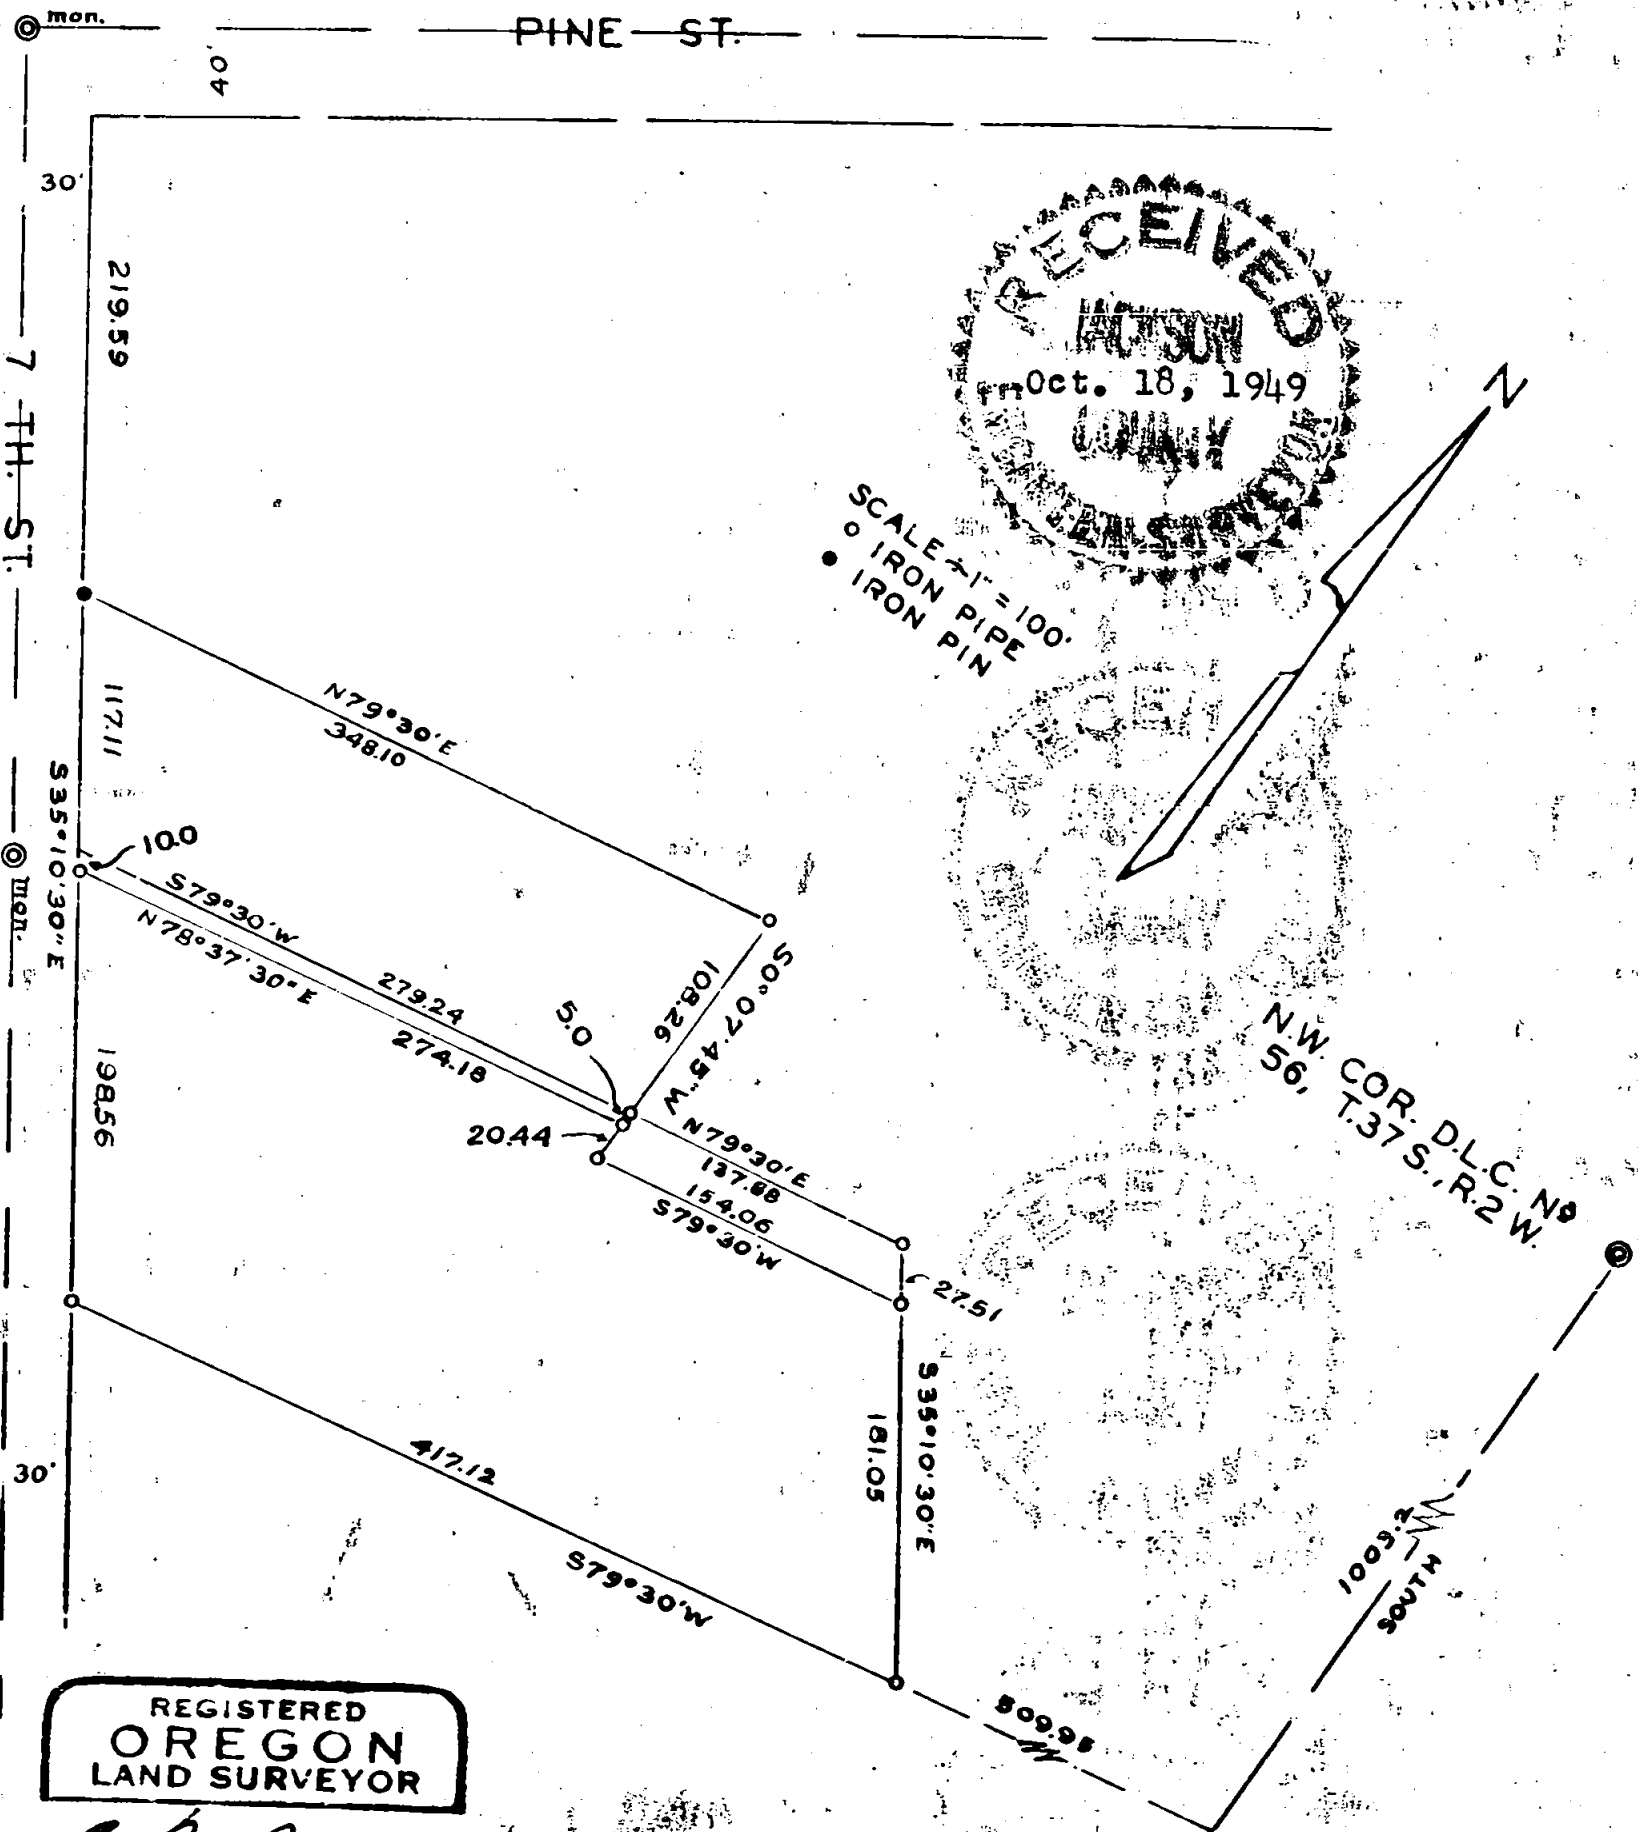 mon.
PINE ST.
40'
30'
219.59
7 TH. ST.
RECEIVED
JACKSON
Oct. 18, 1949
COUNTY
N
SCALE ÷ 1" = 100'
o IRON PIPE
● IRON PIN
N79°30'E
348.10
117.11
S35°10'30"E
10.0
mon.
S79°30'W
279.24
N78°37'30"E
274.18
5.0
108.26
S0°07'45"W
20.44
N79°30'E
154.06
S79°30'W
27.51
198.56
N.W. COR. D.L.C. No
56, T.37 S., R.2 W.
S35°10'30"E
181.05
30'
417.12
S79°30'W
1003.2
SOUTH
509.95
REGISTERED
OREGON
LAND SURVEYOR